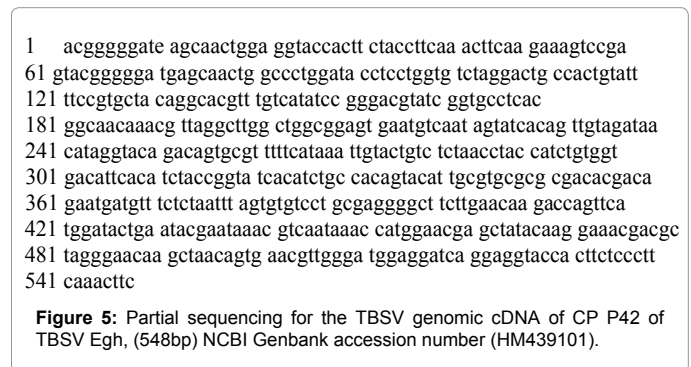 1 acgggggate agcaactgga ggtaccactt ctaccttcaa acttcaa gaaagtccga
61 gtacggggga tgagcaactg gccctggata cctcctggtg tctaggactg ccactgtatt
121 ttccgtgcta caggcacgtt tgtcatatcc gggacgtatc ggtgcctcac
181 ggcaacaaacg ttaggcttgg ctggcggagt gaatgtcaat agtatcacag ttgtagataa
241 cataggtaca gacagtgcgt ttttcataaa ttgtactgtc tctaacctac catctgtggt
301 gacattcaca tctaccggta tcacatctgc cacagtacat tgcgtgcgcg cgacacgaca
361 gaatgatgtt tctctaattt agtgtgtcct gcgaggggct tcttgaacaa gaccagttca
421 tggatactga atacgaataaac gtcaataaac catggaacga gctatacaag gaaacgacgc
481 tagggaacaa gctaacagtg aacgttggga tggaggatca ggaggtacca cttctccctt
541 caaacttc
Figure 5: Partial sequencing for the TBSV genomic cDNA of CP P42 of
TBSV Egh, (548bp) NCBI Genbank accession number (HM439101).